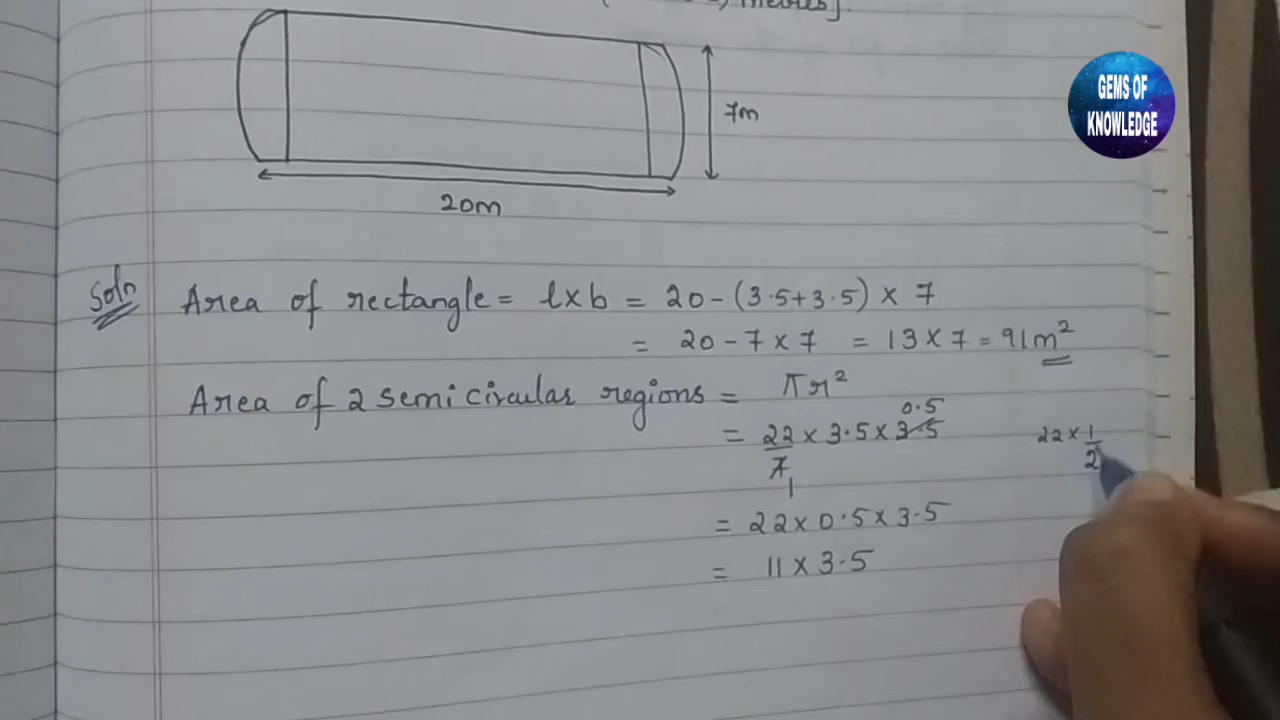 metres].
GEMS OF
KNOWLEDGE
7m
20m
Soln Area of rectangle = l x b = 20 - (3.5+3.5) x 7
= 20 - 7 x 7 = 13 x 7 = 91m²
Area of 2 semicircular regions = πr²
0.5
= 22/7 x 3.5 x 3.5
1
22 x 1/2
= 22 x 0.5 x 3.5
= 11 x 3.5